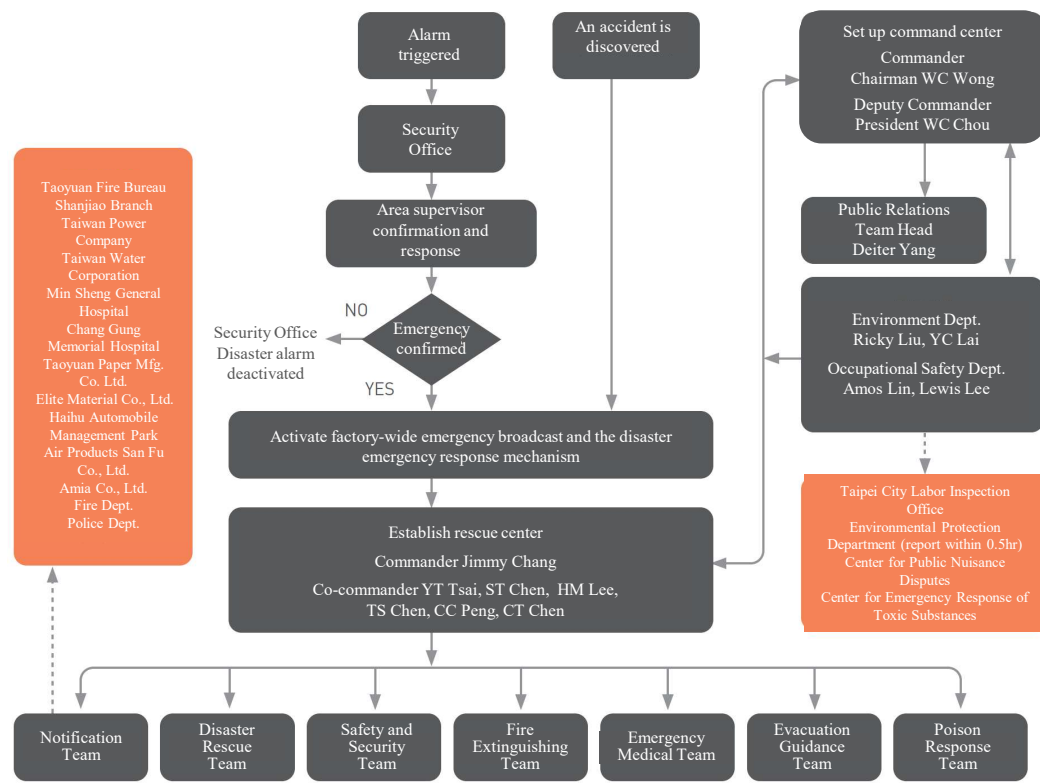 Alarm
triggered
An accident is
discovered
Set up command center
Commander
Chairman WC Wong
Deputy Commander
President WC Chou
Security
Office
Taoyuan Fire Bureau
Shanjiao Branch
Taiwan Power
Company
Taiwan Water
Corporation
Min Sheng General
Hospital
Chang Gung
Memorial Hospital
Taoyuan Paper Mfg.
Co. Ltd.
Elite Material Co., Ltd.
Haihu Automobile
Management Park
Air Products San Fu
Co., Ltd.
Amia Co., Ltd.
Fire Dept.
Police Dept.
Area supervisor
confirmation and
response
Public Relations
Team Head
Deiter Yang
NO
Emergency
confirmed
Security Office
Disaster alarm
deactivated
YES
Environment Dept.
Ricky Liu, YC Lai
Occupational Safety Dept.
Amos Lin, Lewis Lee
Activate factory-wide emergency broadcast and the disaster
emergency response mechanism
Establish rescue center
Commander Jimmy Chang
Co-commander YT Tsai, ST Chen, HM Lee,
TS Chen, CC Peng, CT Chen
Taipei City Labor Inspection
Office
Environmental Protection
Department (report within 0.5hr)
Center for Public Nuisance
Disputes
Center for Emergency Response of
Toxic Substances
Notification
Team
Disaster
Rescue
Team
Safety and
Security
Team
Fire
Extinguishing
Team
Emergency
Medical Team
Evacuation
Guidance
Team
Poison
Response
Team